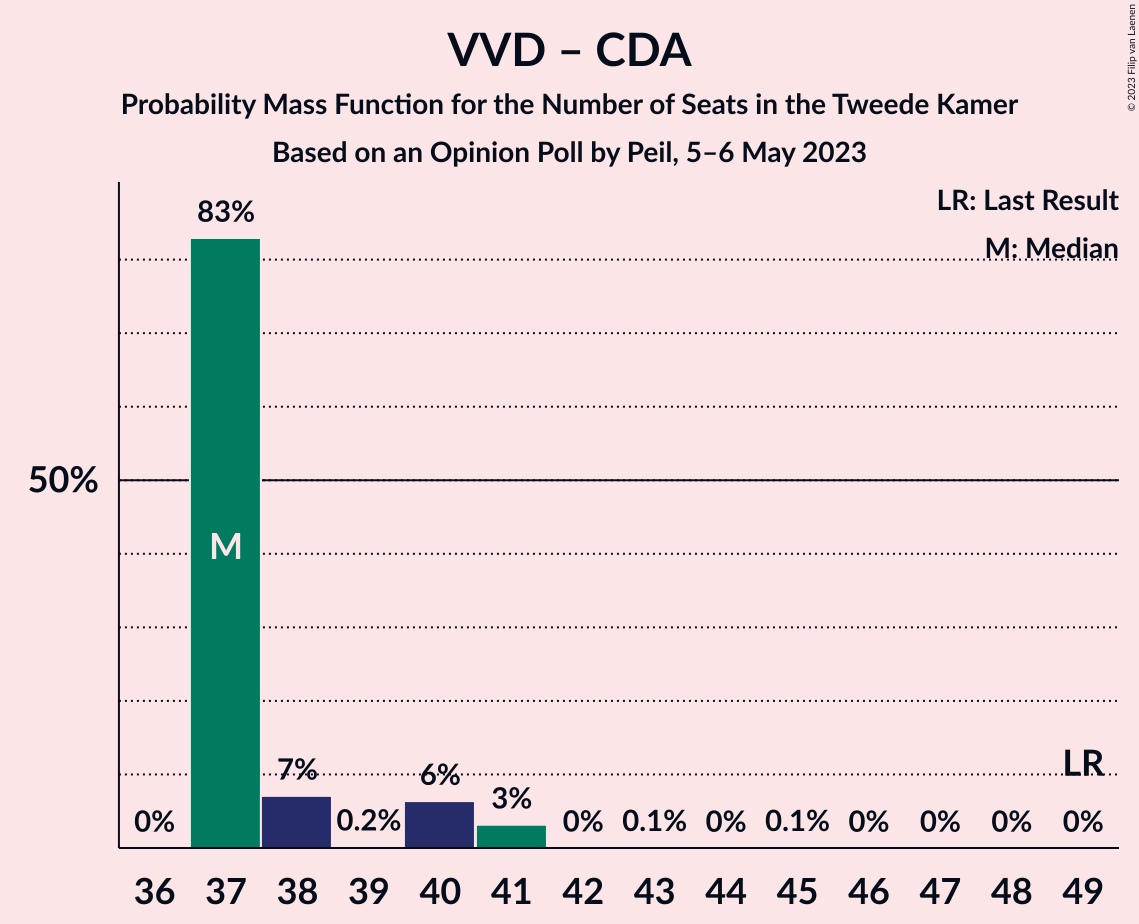 VVD – CDA
Probability Mass Function for the Number of Seats in the Tweede Kamer
Based on an Opinion Poll by Peil, 5–6 May 2023
© 2023 Filip van Laenen
LR: Last Result
M: Median
83%
50%
M
LR
7%
6%
3%
0%
0.2%
0%
0.1%
0%
0.1%
0%
0%
0%
0%
36 37 38 39 40 41 42 43 44 45 46 47 48 49